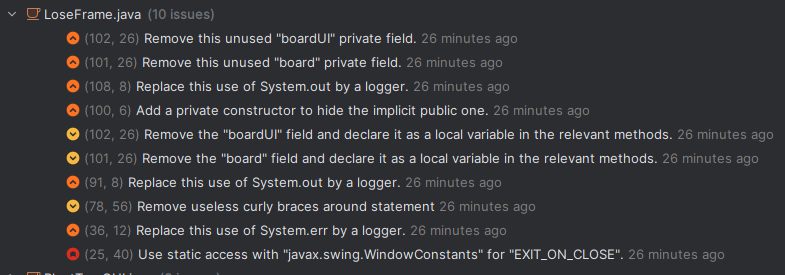 LoseFrame.java (10 issues)
(102, 26) Remove this unused "boardUI" private field. 26 minutes ago
(101, 26) Remove this unused "board" private field. 26 minutes ago
(108, 8) Replace this use of System.out by a logger. 26 minutes ago
(100, 6) Add a private constructor to hide the implicit public one. 26 minutes ago
(102, 26) Remove the "boardUI" field and declare it as a local variable in the relevant methods. 26 minutes ago
(101, 26) Remove the "board" field and declare it as a local variable in the relevant methods. 26 minutes ago
(91, 8) Replace this use of System.out by a logger. 26 minutes ago
(78, 56) Remove useless curly braces around statement 26 minutes ago
(36, 12) Replace this use of System.err by a logger. 26 minutes ago
(25, 40) Use static access with "javax.swing.WindowConstants" for "EXIT_ON_CLOSE". 26 minutes ago